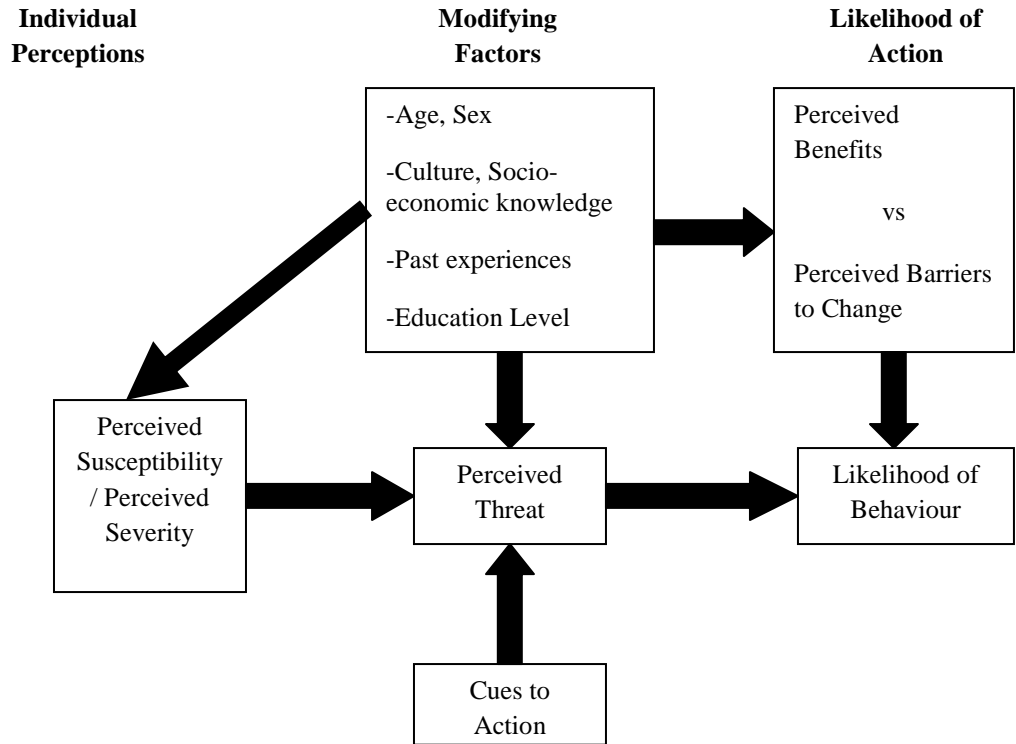 Individual
Perceptions
Modifying
Factors
Likelihood of
Action
-Age, Sex
-Culture, Socio-
economic knowledge
-Past experiences
-Education Level
Perceived
Benefits
vs
Perceived Barriers
to Change
Perceived
Susceptibility
/ Perceived
Severity
Perceived
Threat
Likelihood of
Behaviour
Cues to
Action